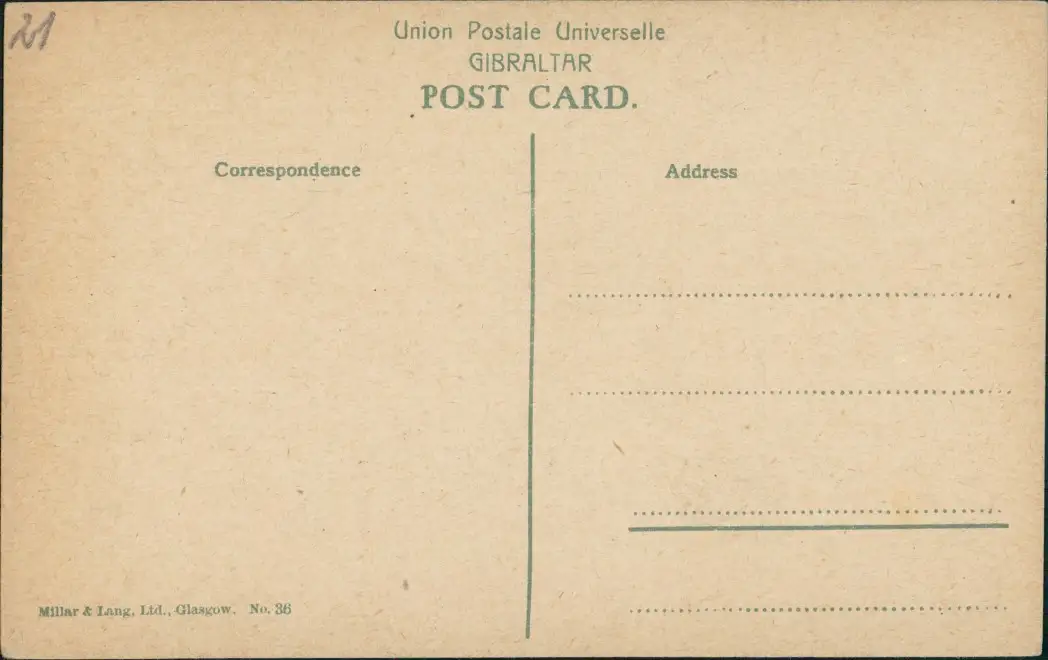 21
Union Postale Universelle
GIBRALTAR
POST CARD.
Correspondence
Address
Millar & Lang, Ltd., Glasgow. No. 36